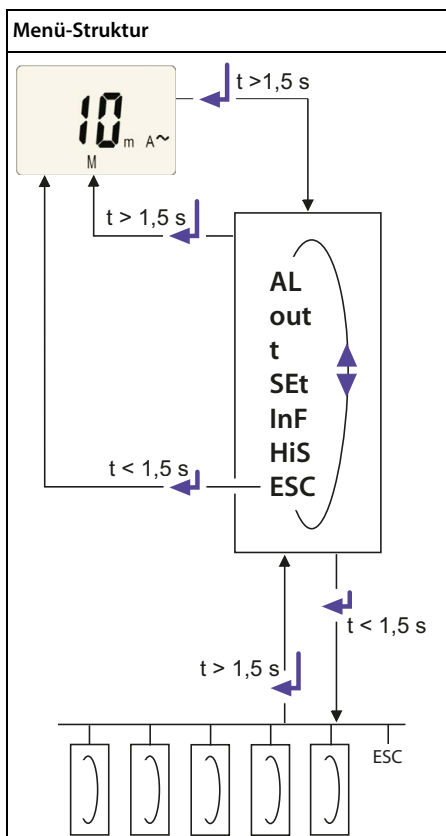 Menü-Struktur
t >1,5 s
10 m A~
M
t > 1,5 s
AL
out
t
SEt
InF
HiS
ESC
t < 1,5 s
t < 1,5 s
t > 1,5 s
ESC